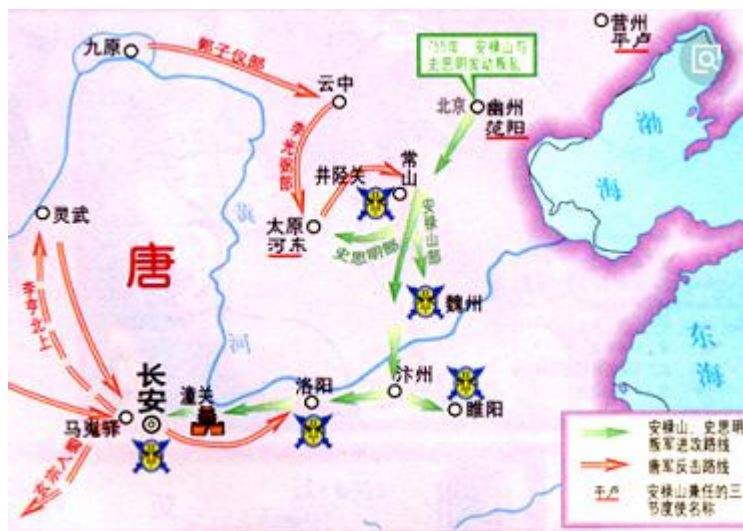 九原
郭子仪部
云中
755年，安禄山与
史思明发动叛乱
营州
平卢
北京
幽州
范阳
渤
海
李光弼部
井陉关
常
山
灵武
黄
太原
河东
史思明部
安禄山部
唐
李亨北上
魏州
河
东
海
长
安
潼关
洛阳
汴州
睢阳
马嵬驿
玄宗入蜀
安禄山、史思明
叛军进攻路线
唐军反击路线
平卢
安禄山兼任的三
节度使名称